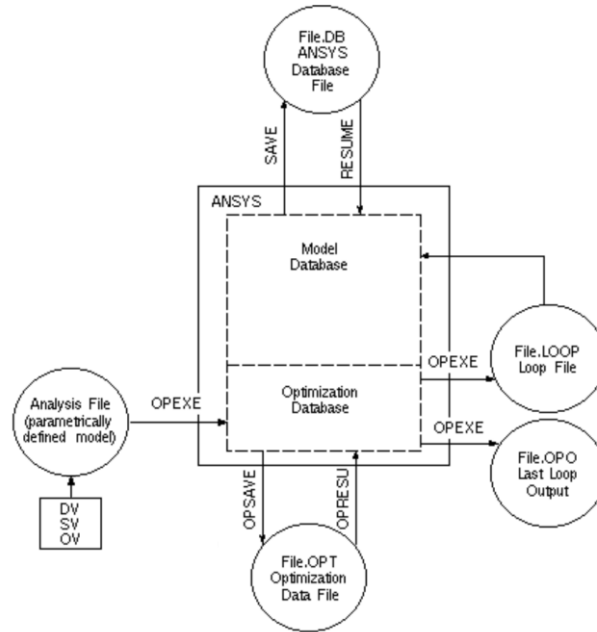 File.DB
ANSYS
Database
File
SAVE
RESUME
ANSYS
Model
Database
File.LOOP
Loop File
OPEXE
Analysis File
(parametrically
defined model)
OPEXE
Optimization
Database
OPEXE
File.OPO
Last Loop
Output
DV
SV
OV
OPSAVE
OPRESU
File.OPT
Optimization
Data File